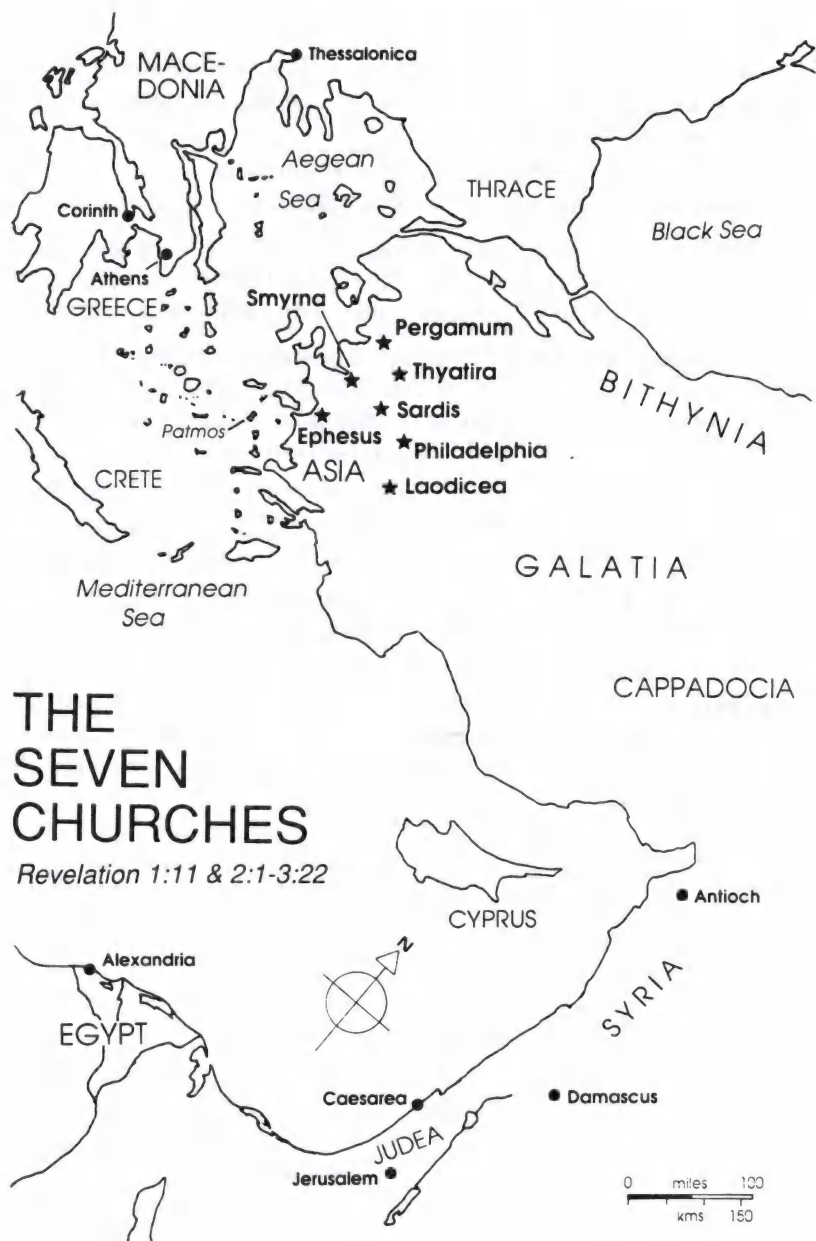 MACE-
DONIA
Thessalonica
Aegean
Sea
THRACE
Black Sea
Corinth
Athens
GREECE
Smyrna
Pergamum
Thyatira
BITHYNIA
Sardis
Patmos
Ephesus
Philadelphia
CRETE
ASIA
Laodicea
GALATIA
Mediterranean
Sea
CAPPADOCIA
THE
SEVEN
CHURCHES
Revelation 1:11 & 2:1-3:22
CYPRUS
Antioch
N
Alexandria
SYRIA
EGYPT
Caesarea
Damascus
JUDEA
Jerusalem
0 miles 100
kms 150